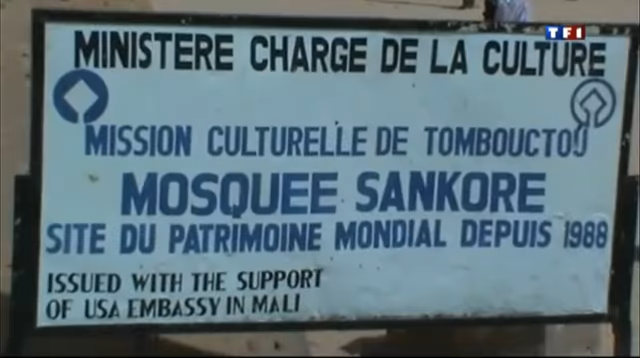 TF1
MINISTERE CHARGE DE LA CULTURE
MISSION CULTURELLE DE TOMBOUCTOU
MOSQUEE SANKORE
SITE DU PATRIMOINE MONDIAL DEPUIS 1988
ISSUED WITH THE SUPPORT
OF USA EMBASSY IN MALI